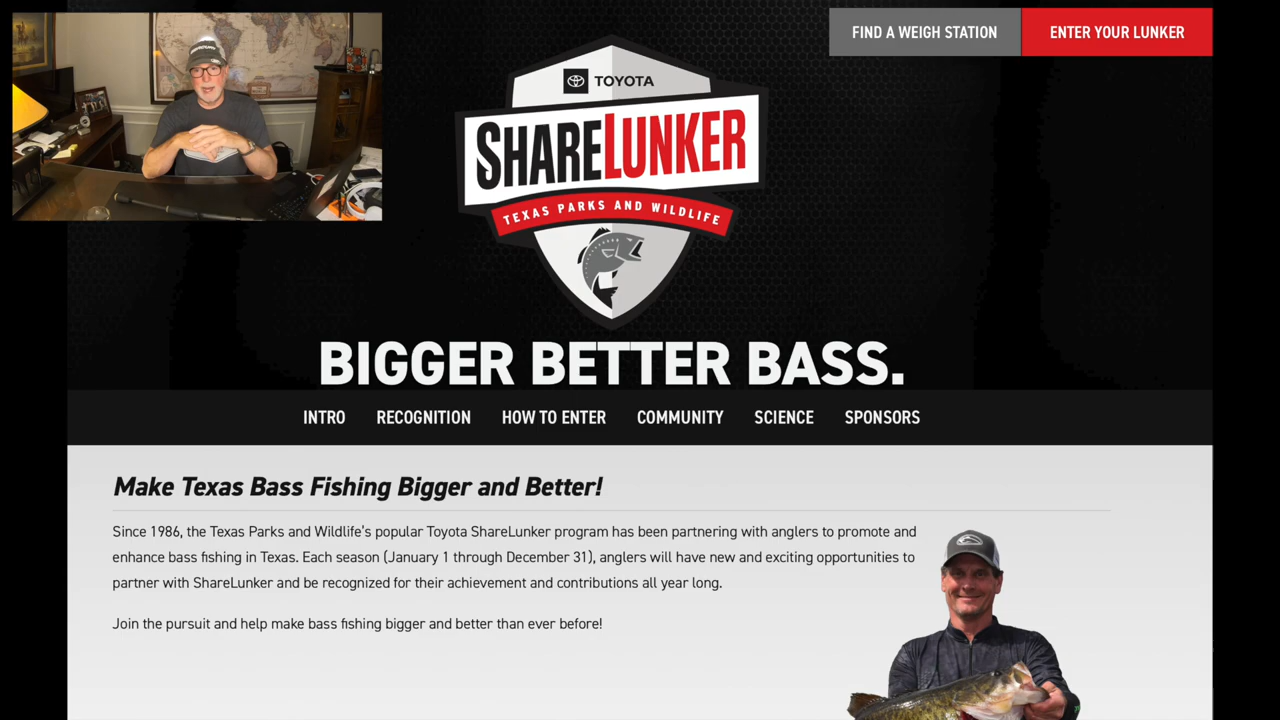 FIND A WEIGH STATION
ENTER YOUR LUNKER
TOYOTA
SHARELUNKER
TEXAS PARKS AND WILDLIFE
BIGGER BETTER BASS.
INTRO RECOGNITION HOW TO ENTER COMMUNITY SCIENCE SPONSORS
Make Texas Bass Fishing Bigger and Better!
Since 1986, the Texas Parks and Wildlife's popular Toyota ShareLunker program has been partnering with anglers to promote and
enhance bass fishing in Texas. Each season (January 1 through December 31), anglers will have new and exciting opportunities to
partner with ShareLunker and be recognized for their achievement and contributions all year long.
Join the pursuit and help make bass fishing bigger and better than ever before!